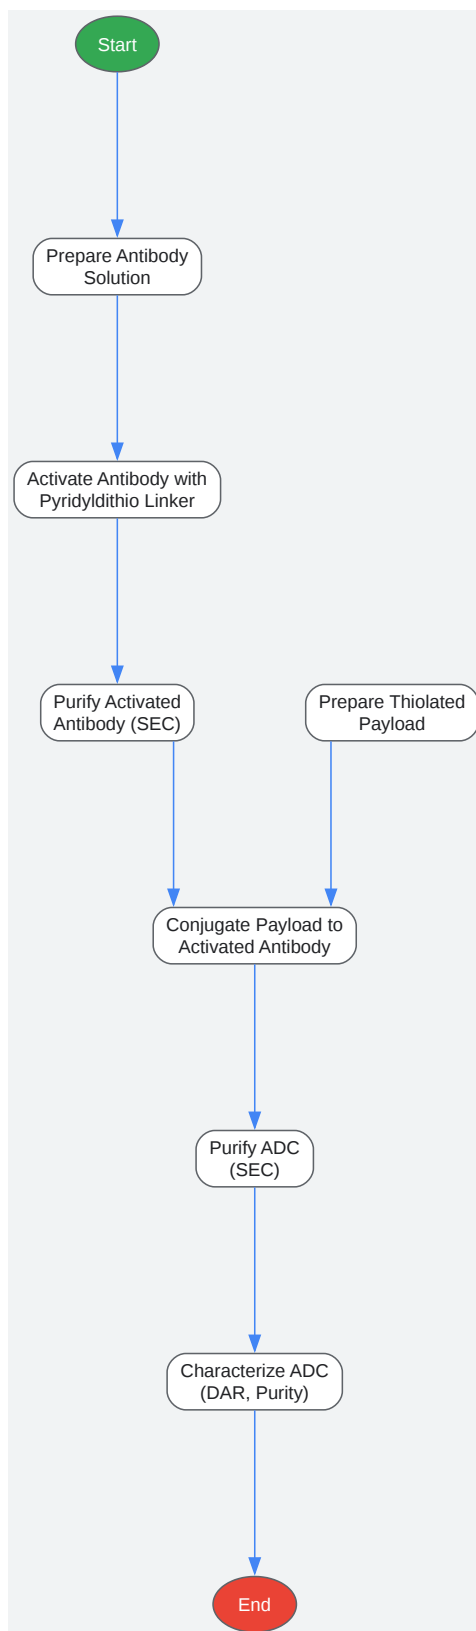 Start
Prepare Antibody
Solution
Activate Antibody with
Pyridyldithio Linker
Purify Activated
Antibody (SEC)
Prepare Thiolated
Payload
Conjugate Payload to
Activated Antibody
Purify ADC
(SEC)
Characterize ADC
(DAR, Purity)
End